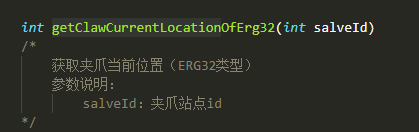 int getClawCurrentLocationOfErg32(int salveId)
/*
获取夹爪当前位置（ERG32类型）
参数说明：
salveId：夹爪站点id
*/